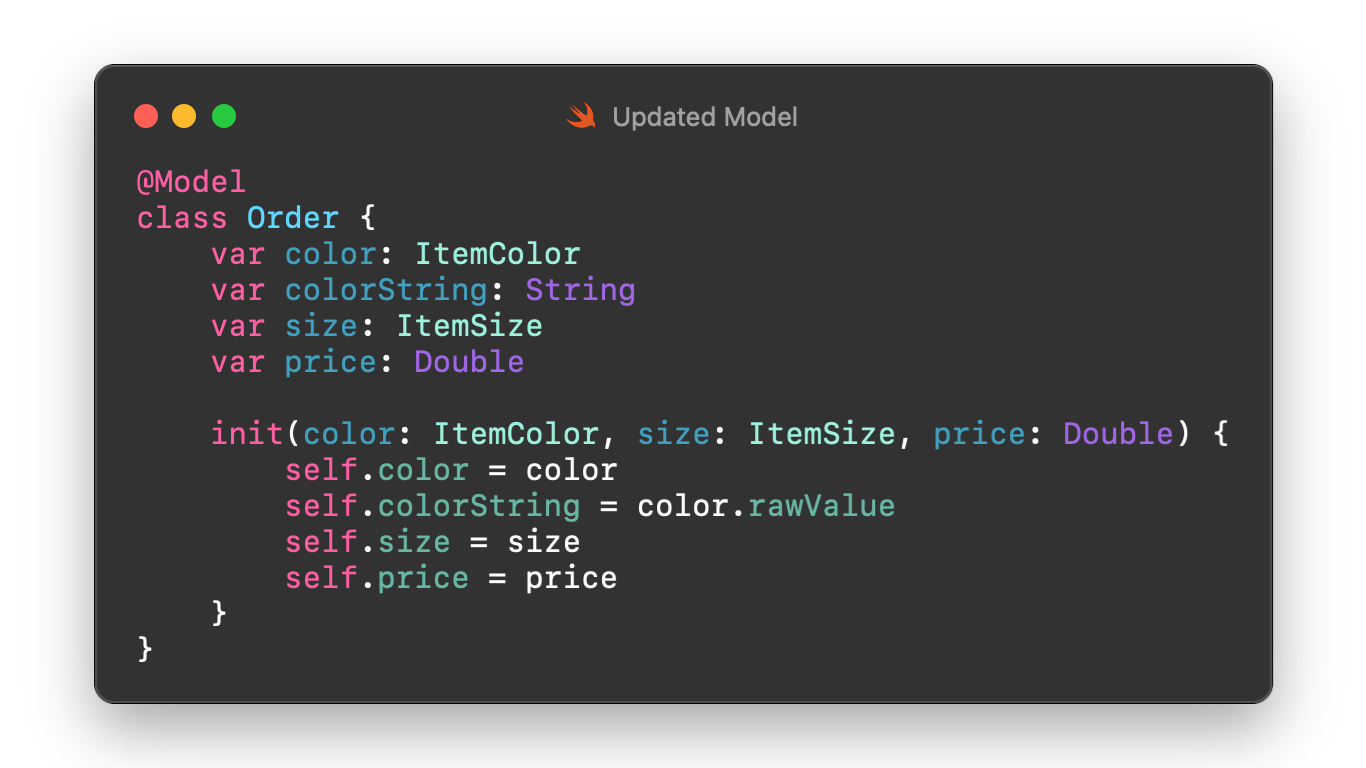 Updated Model
@Model
class Order {
    var color: ItemColor
    var colorString: String
    var size: ItemSize
    var price: Double

    init(color: ItemColor, size: ItemSize, price: Double) {
        self.color = color
        self.colorString = color.rawValue
        self.size = size
        self.price = price
    }
}